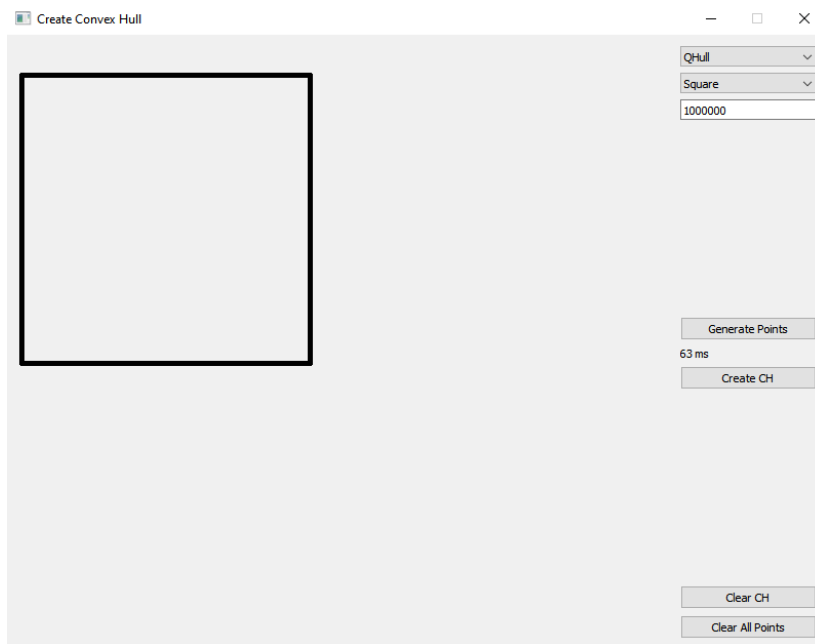 Create Convex Hull
QHull
Square
1000000
Generate Points
63 ms
Create CH
Clear CH
Clear All Points